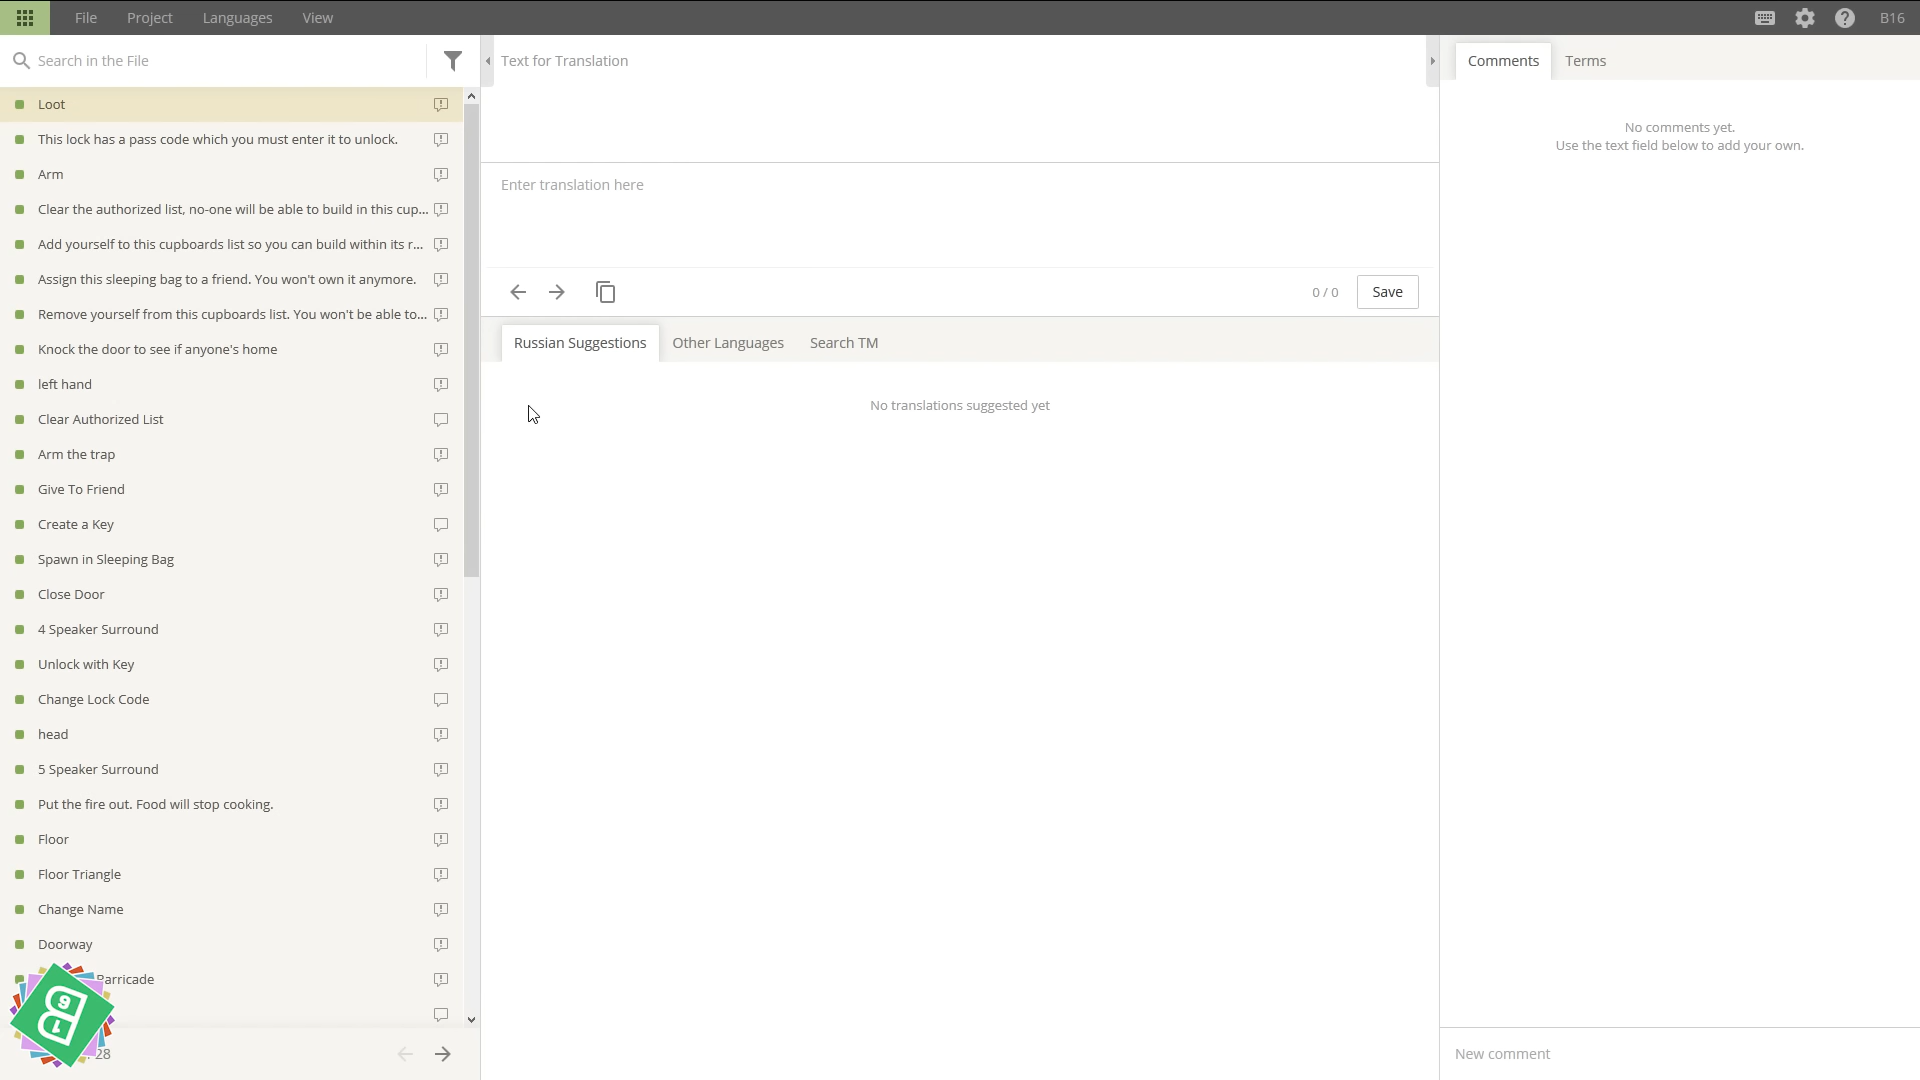 File Project Languages View B16
Search in the File
Text for Translation
Comments Terms
Loot
This lock has a pass code which you must enter it to unlock.
Arm
Clear the authorized list, no-one will be able to build in this cup...
Add yourself to this cupboards list so you can build within its r...
Assign this sleeping bag to a friend. You won't own it anymore.
Remove yourself from this cupboards list. You won't be able to...
Knock the door to see if anyone's home
left hand
Clear Authorized List
Arm the trap
Give To Friend
Create a Key
Spawn in Sleeping Bag
Close Door
4 Speaker Surround
Unlock with Key
Change Lock Code
head
5 Speaker Surround
Put the fire out. Food will stop cooking.
Floor
Floor Triangle
Change Name
Doorway
Barricade
28
B
16
Enter translation here
0 / 0 Save
Russian Suggestions Other Languages Search TM
No translations suggested yet
No comments yet.
Use the text field below to add your own.
New comment